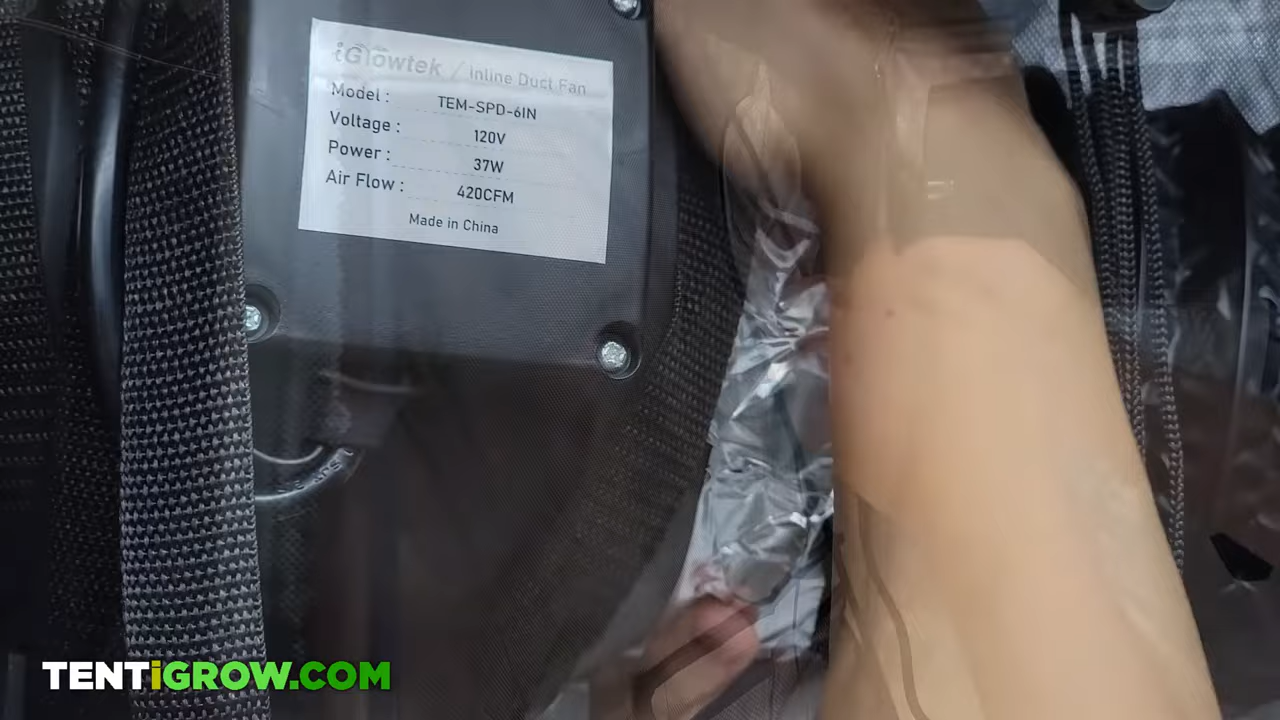 iGrowtek / Inline Duct Fan
Model : TEM-SPD-6IN
Voltage : 120V
Power : 37W
Air Flow : 420CFM
Made in China
TENTiGROW.COM